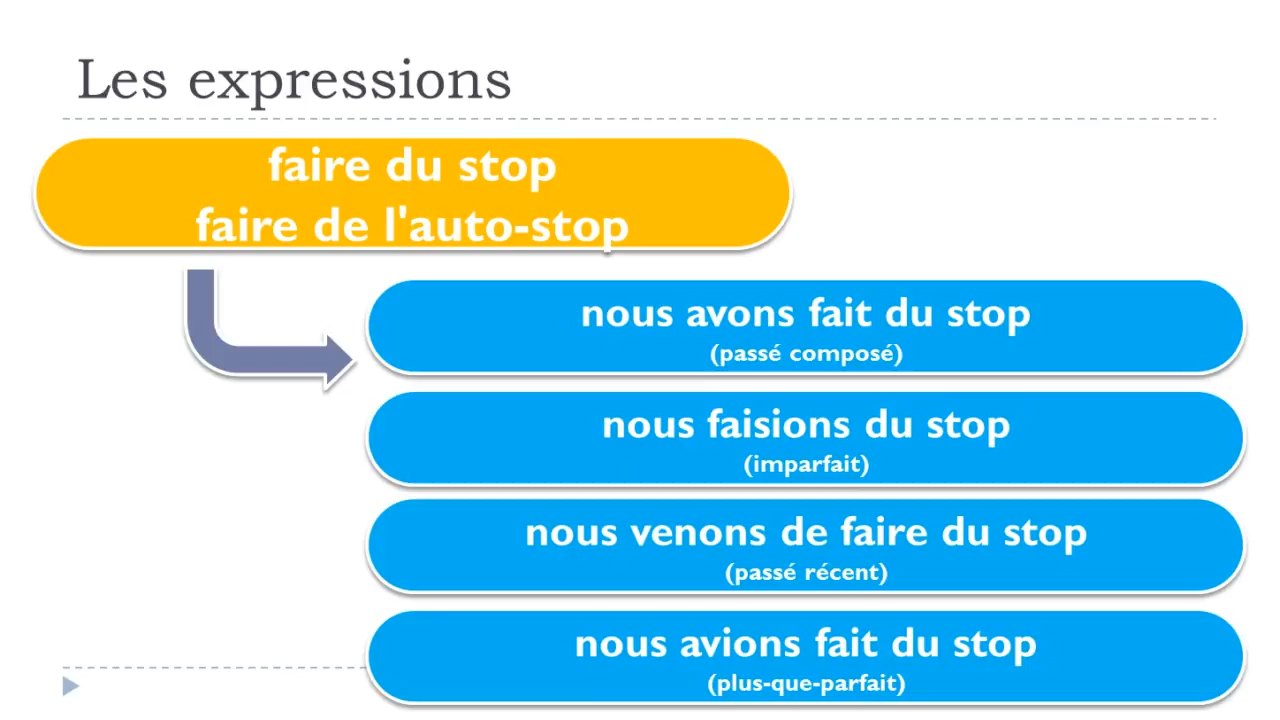 Les expressions
faire du stop
faire de l'auto-stop
nous avons fait du stop
(passé composé)
nous faisions du stop
(imparfait)
nous venons de faire du stop
(passé récent)
nous avions fait du stop
(plus-que-parfait)